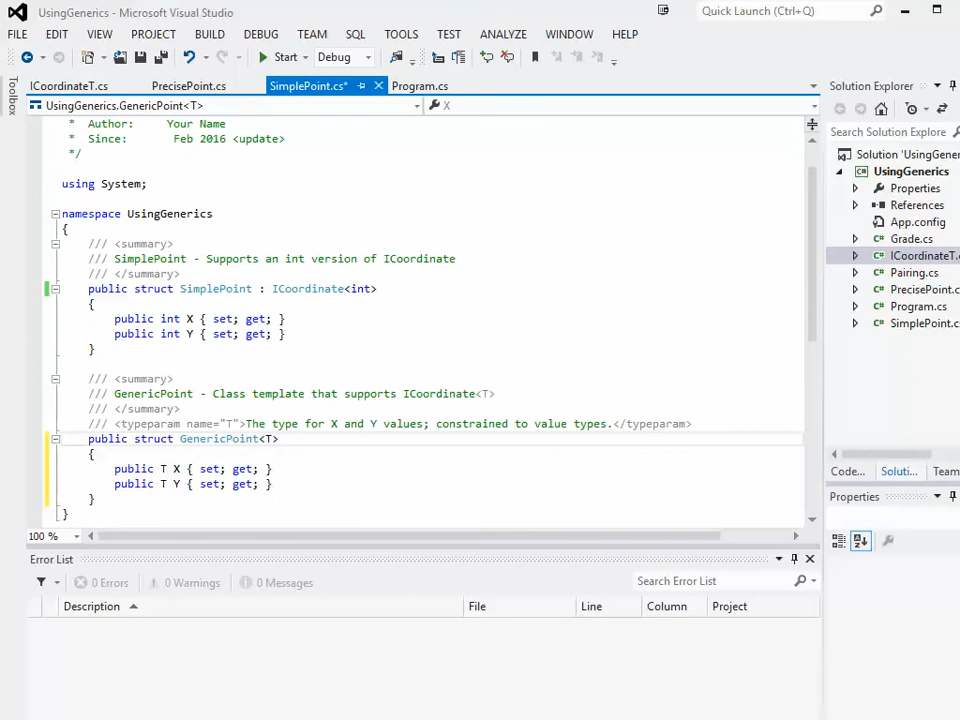 UsingGenerics - Microsoft Visual Studio
Quick Launch (Ctrl+Q)
FILE EDIT VIEW PROJECT BUILD DEBUG TEAM SQL TOOLS TEST ANALYZE WINDOW HELP
Start Debug
Toolbox
ICoordinateT.cs PrecisePoint.cs SimplePoint.cs* Program.cs
UsingGenerics.GenericPoint<T> X
* Author: Your Name
* Since: Feb 2016 <update>
*/
using System;
namespace UsingGenerics
{
/// <summary>
/// SimplePoint - Supports an int version of ICoordinate
/// </summary>
public struct SimplePoint : ICoordinate<int>
{
public int X { set; get; }
public int Y { set; get; }
}
/// <summary>
/// GenericPoint - Class template that supports ICoordinate<T>
/// </summary>
/// <typeparam name="T">The type for X and Y values; constrained to value types.</typeparam>
public struct GenericPoint<T>
{
public T X { set; get; }
public T Y { set; get; }
}
}
100 %
Error List
0 Errors 0 Warnings 0 Messages
Search Error List
Description File Line Column Project
Solution Explorer
Search Solution Explore
Solution 'UsingGener
UsingGenerics
Properties
References
App.config
Grade.cs
ICoordinateT.c
Pairing.cs
PrecisePoint.c
Program.cs
SimplePoint.c
Code... Soluti... Team
Properties